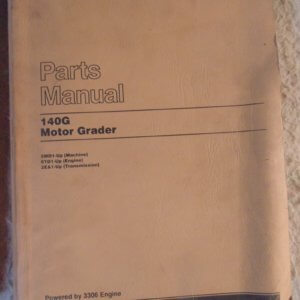 Parts
Manual
140G
Motor Grader
(Machine)
(Engine)
(Transmission)
Powered by 3306 Engine